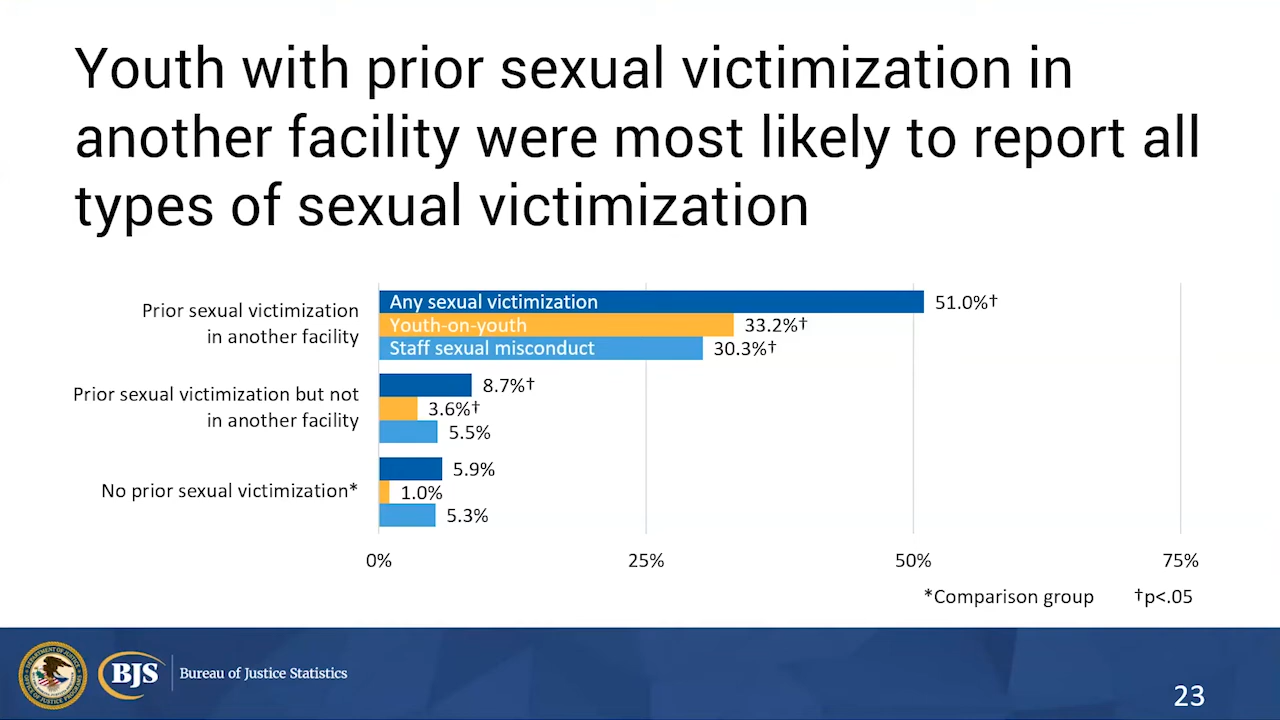 Youth with prior sexual victimization in
another facility were most likely to report all
types of sexual victimization
Prior sexual victimization
in another facility
Any sexual victimization
51.0%†
Youth-on-youth
33.2%†
Staff sexual misconduct
30.3%†
Prior sexual victimization but not
in another facility
8.7%†
3.6%†
5.5%
No prior sexual victimization*
5.9%
1.0%
5.3%
0% 25% 50% 75%
*Comparison group †p<.05
BJS Bureau of Justice Statistics
23